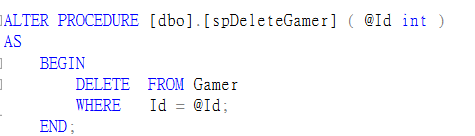 ALTER PROCEDURE [dbo].[spDeleteGamer] ( @Id int )
AS
BEGIN
DELETE FROM Gamer
WHERE Id = @Id;
END;